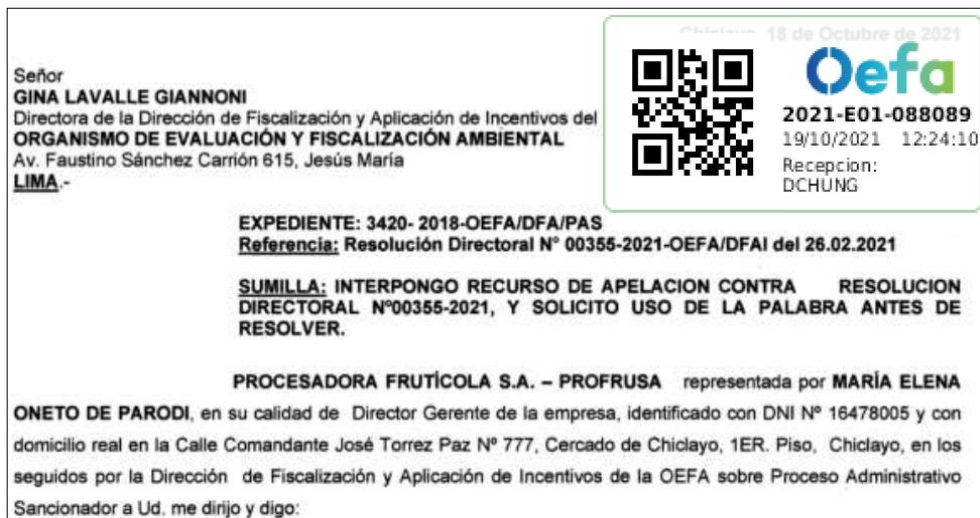 Chiclayo, 18 de Octubre de 2021
Señor
GINA LAVALLE GIANNONI
Directora de la Dirección de Fiscalización y Aplicación de Incentivos del
ORGANISMO DE EVALUACIÓN Y FISCALIZACIÓN AMBIENTAL
Av. Faustino Sánchez Carrión 615, Jesús María
LIMA.-
Oefa
2021-E01-088089
19/10/2021 12:24:10
Recepcion:
DCHUNG
EXPEDIENTE: 3420- 2018-OEFA/DFA/PAS
Referencia: Resolución Directoral N° 00355-2021-OEFA/DFAI del 26.02.2021
SUMILLA: INTERPONGO RECURSO DE APELACION CONTRA RESOLUCION
DIRECTORAL N°00355-2021, Y SOLICITO USO DE LA PALABRA ANTES DE
RESOLVER.
PROCESADORA FRUTÍCOLA S.A. – PROFRUSA representada por MARÍA ELENA
ONETO DE PARODI, en su calidad de Director Gerente de la empresa, identificado con DNI Nº 16478005 y con
domicilio real en la Calle Comandante José Torrez Paz Nº 777, Cercado de Chiclayo, 1ER. Piso, Chiclayo, en los
seguidos por la Dirección de Fiscalización y Aplicación de Incentivos de la OEFA sobre Proceso Administrativo
Sancionador a Ud. me dirijo y digo: